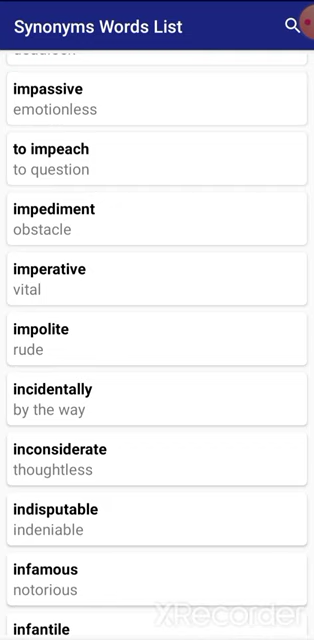 Synonyms Words List
impassive
emotionless
to impeach
to question
impediment
obstacle
imperative
vital
impolite
rude
incidentally
by the way
inconsiderate
thoughtless
indisputable
indeniable
infamous
notorious
XRecorder
infantile